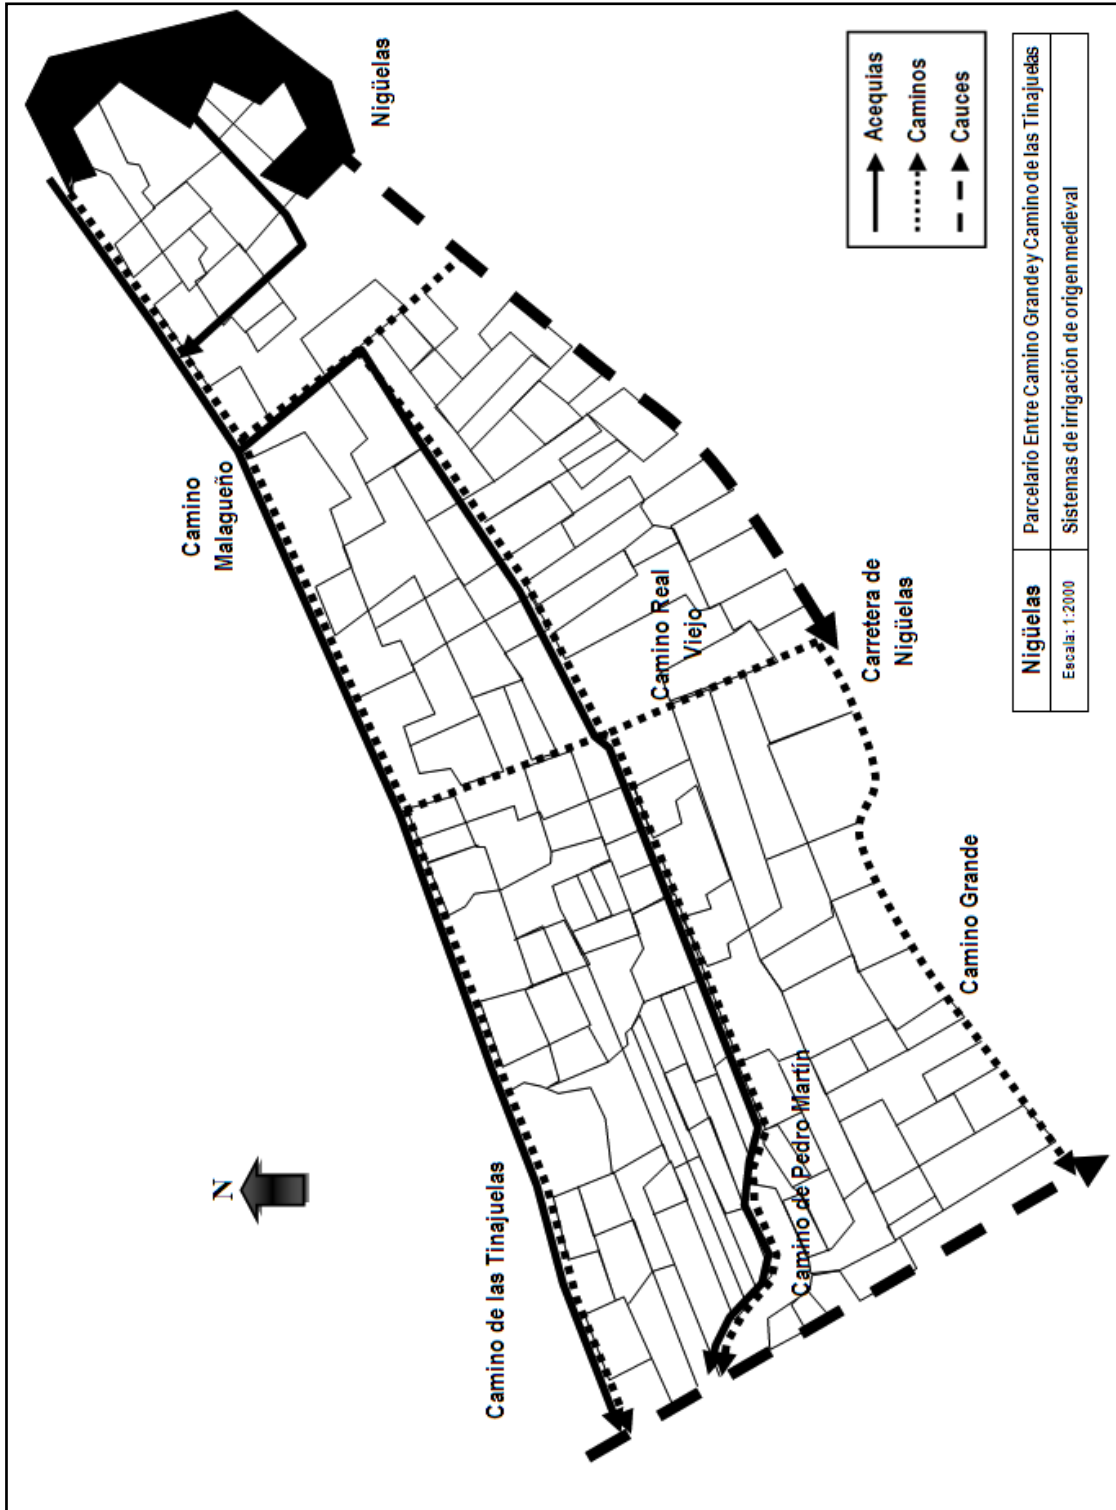 Nigüelas
Camino
Malagueño
Camino Real
Viejo
Carretera de
Nigüelas
Camino Grande
Camino de Pedro Martín
Camino de las Tinajuelas
N
Acequias
Caminos
Cauces
Nigüelas
Escala: 1:2000
Parcelario Entre Camino Grande y Camino de las Tinajuelas
Sistemas de irrigación de origen medieval